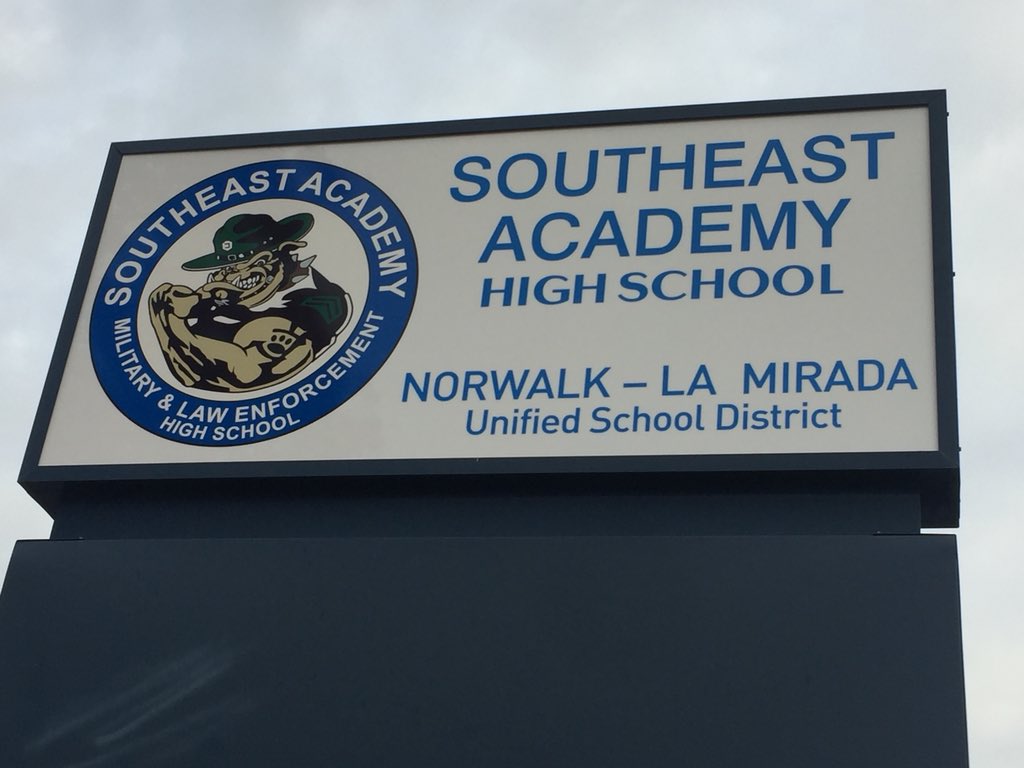 SOUTHEAST ACADEMY
MILITARY & LAW ENFORCEMENT
HIGH SCHOOL
SOUTHEAST
ACADEMY
HIGH SCHOOL
NORWALK – LA MIRADA
Unified School District